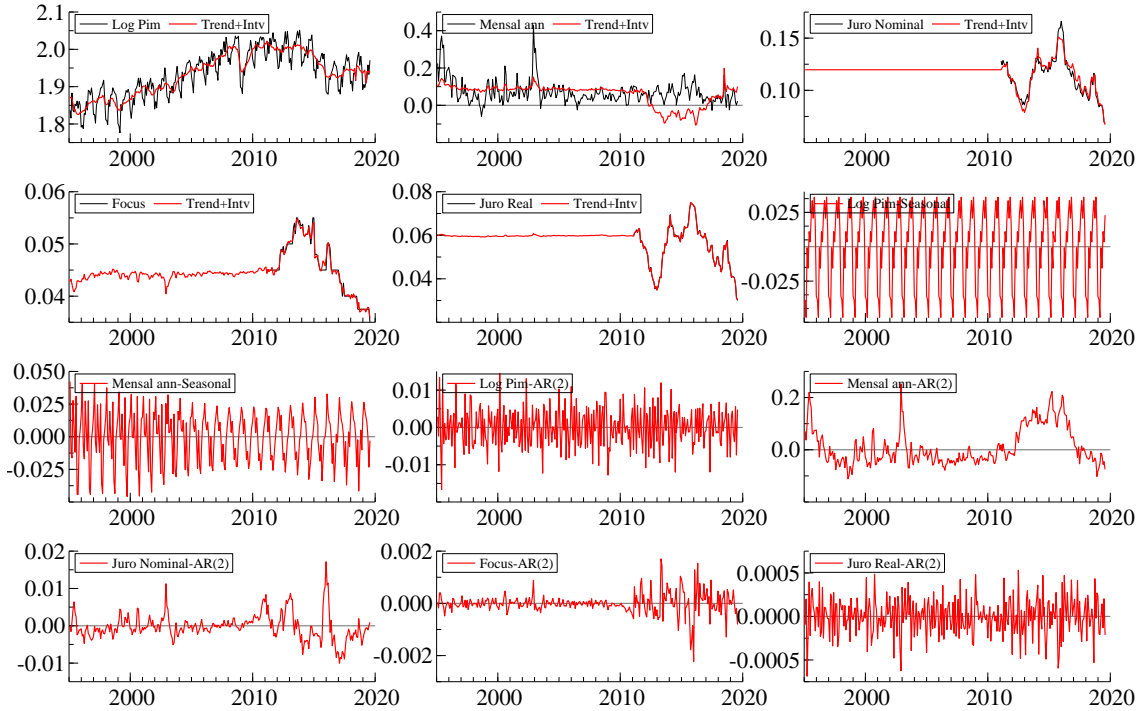 Log Pim Trend+Intv
2.1
2.0
1.9
1.8
2000 2010 2020
Mensal ann Trend+Intv
0.4
0.2
0.0
2000 2010 2020
Juro Nominal Trend+Intv
0.15
0.10
2000 2010 2020
Focus Trend+Intv
0.06
0.05
0.04
2000 2010 2020
Juro Real Trend+Intv
0.08
0.06
0.04
2000 2010 2020
Log Pim-Seasonal
0.025
-0.025
2000 2010 2020
Mensal ann-Seasonal
0.050
0.025
0.000
-0.025
2000 2010 2020
Log Pim-AR(2)
0.01
0.00
-0.01
2000 2010 2020
Mensal ann-AR(2)
0.2
0.0
2000 2010 2020
Juro Nominal-AR(2)
0.02
0.01
0.00
-0.01
2000 2010 2020
Focus-AR(2)
0.002
0.000
-0.002
2000 2010 2020
Juro Real-AR(2)
0.0005
0.0000
-0.0005
2000 2010 2020